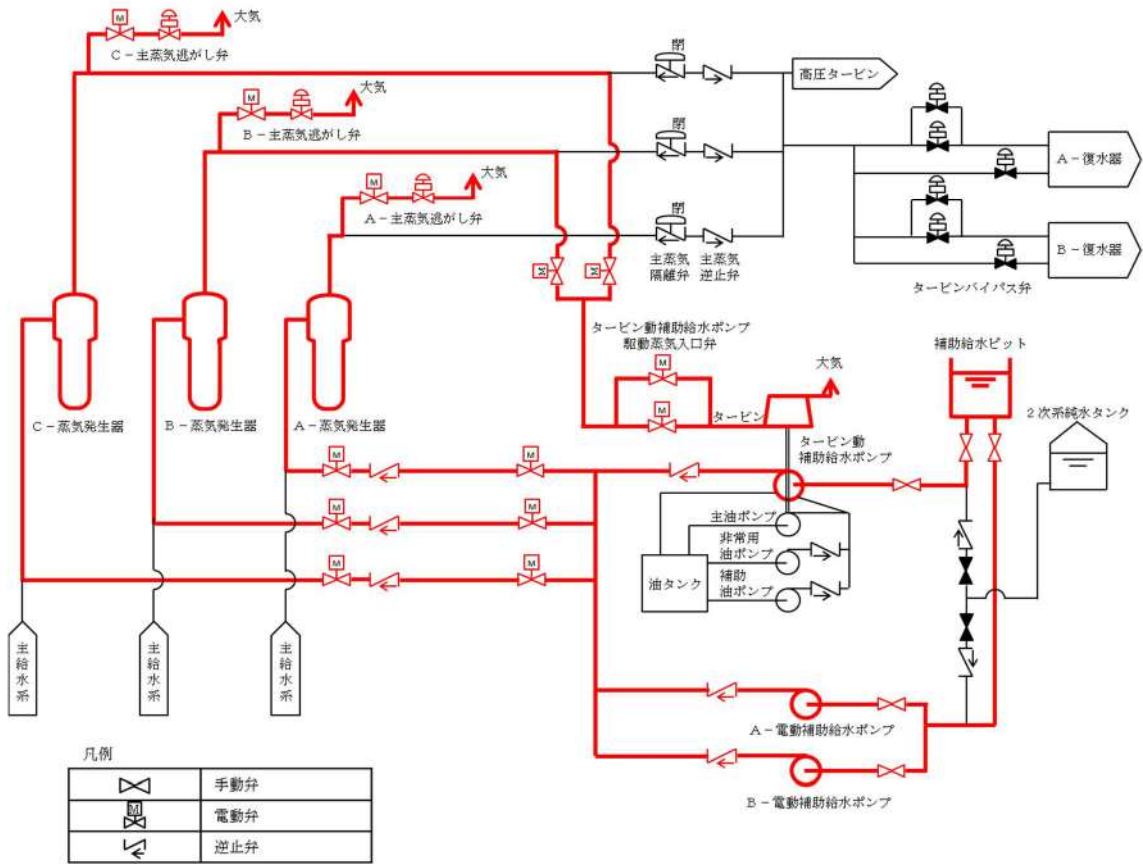 大気
M
C－主蒸気逃がし弁
閉
高圧タービン
大気
M
B－主蒸気逃がし弁
閉
A－復水器
大気
M
A－主蒸気逃がし弁
閉
B－復水器
主蒸気
隔離弁
主蒸気
逆止弁
タービンバイパス弁
M
M
タービン動補助給水ポンプ
駆動蒸気入口弁
M
M
タービン
大気
補助給水ピット
2次系純水タンク
C－蒸気発生器
B－蒸気発生器
A－蒸気発生器
タービン動
補助給水ポンプ
M
M
M
M
M
M
主油ポンプ
非常用
油ポンプ
補助
油ポンプ
油タンク
主給水系
主給水系
主給水系
A－電動補助給水ポンプ
B－電動補助給水ポンプ
凡例
手動弁
M
電動弁
逆止弁